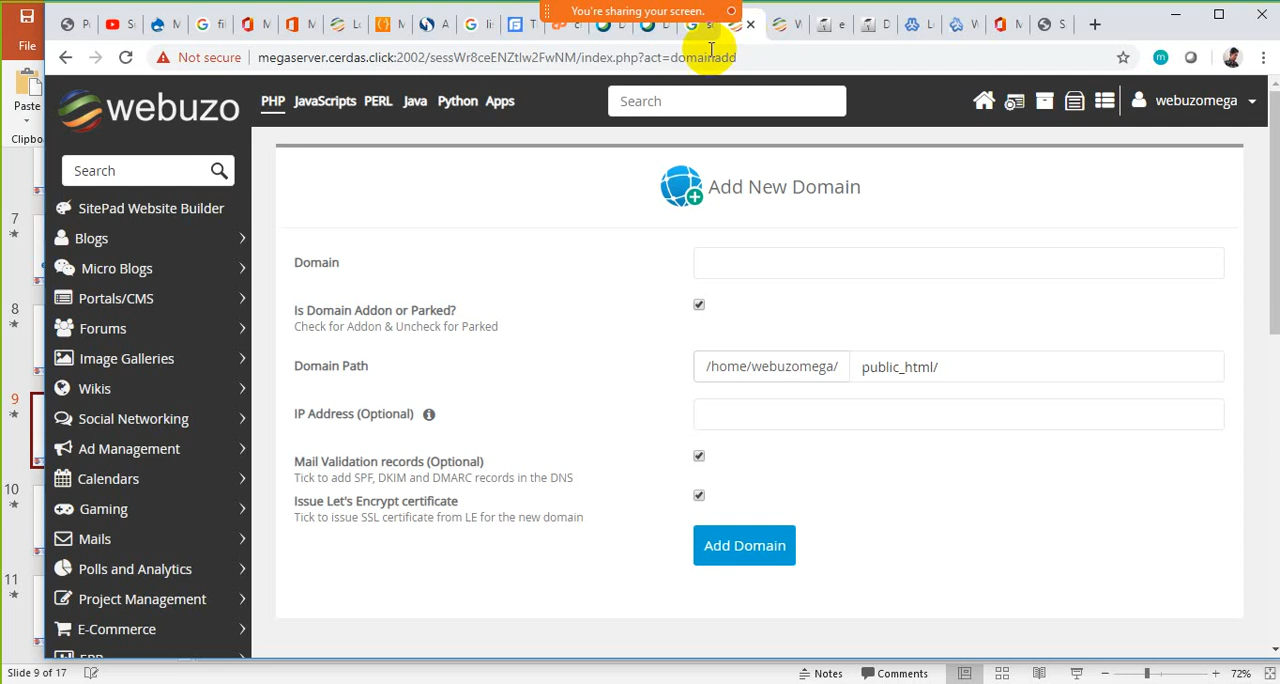 You're sharing your screen.
File
Paste
Clipbo
Not secure
megaserver.cerdas.click:2002/sessWr8ceENZtIw2FwNM/index.php?act=domainadd
webuzo
PHP JavaScripts PERL Java Python Apps
Search
webuzomega
Search
SitePad Website Builder
Blogs
Micro Blogs
Portals/CMS
Forums
Image Galleries
Wikis
Social Networking
Ad Management
Calendars
Gaming
Mails
Polls and Analytics
Project Management
E-Commerce
Add New Domain
Domain
Is Domain Addon or Parked?
Check for Addon & Uncheck for Parked
Domain Path
/home/webuzomega/ public_html/
IP Address (Optional)
Mail Validation records (Optional)
Tick to add SPF, DKIM and DMARC records in the DNS
Issue Let's Encrypt certificate
Tick to issue SSL certificate from LE for the new domain
Add Domain
7
8
9
10
11
Slide 9 of 17
Notes
Comments
72%